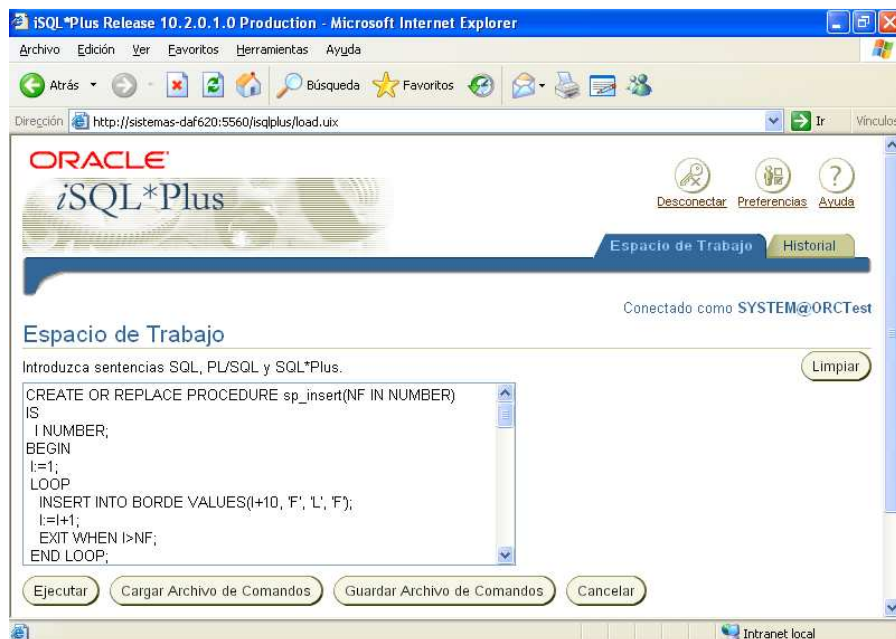 iSQL*Plus Release 10.2.0.1.0 Production - Microsoft Internet Explorer
Archivo Edición Ver Favoritos Herramientas Ayuda
Atrás Búsqueda Favoritos
Dirección http://sistemas-daf620:5560/isqlplus/load.uix Ir Vínculos
ORACLE
iSQL*Plus
Desconectar Preferencias Ayuda
Espacio de Trabajo Historial
Conectado como SYSTEM@ORCTest
Espacio de Trabajo
Introduzca sentencias SQL, PL/SQL y SQL*Plus.
Limpiar
CREATE OR REPLACE PROCEDURE sp_insert(NF IN NUMBER)
IS
I NUMBER;
BEGIN
I:=1;
LOOP
INSERT INTO BORDE VALUES(I+10, 'F', 'L', 'F');
I:=I+1;
EXIT WHEN I>NF;
END LOOP;
Ejecutar Cargar Archivo de Comandos Guardar Archivo de Comandos Cancelar
Intranet local